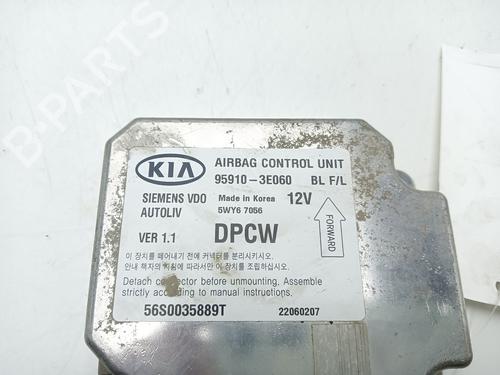 B-PARTS
KIA
AIRBAG CONTROL UNIT
95910-3E060 BL F/L
SIEMENS VDO
AUTOLIV
Made in Korea
5WY6 7056
12V
FORWARD
VER 1.1
DPCW
이 장치를 떼어내기 전에 커넥터를 분리시키시오.
안내 책자의 지침에 따라서만 이 장치를 조립하십시오.
Detach connector before unmounting. Assemble
strictly according to manual instructions.
56S0035889T
22060207